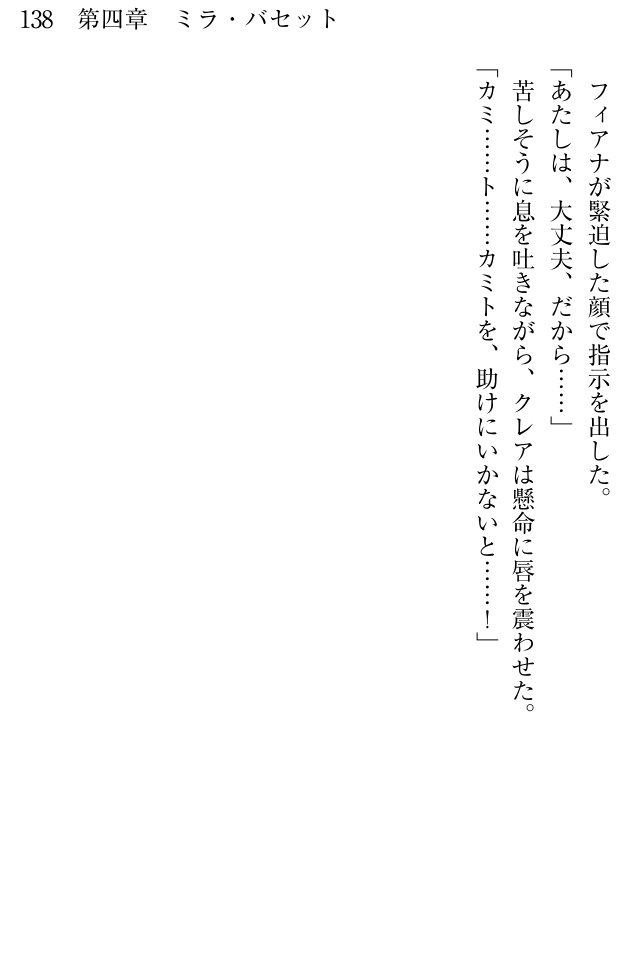 138　第四章　ミラ・バセット
　フィアナが緊迫した顔で指示を出した。
「あたしは、大丈夫、だから……」
　苦しそうに息を吐きながら、クレアは懸命に唇を震わせた。
「カミ……ト……カミトを、助けにいかないと……！」